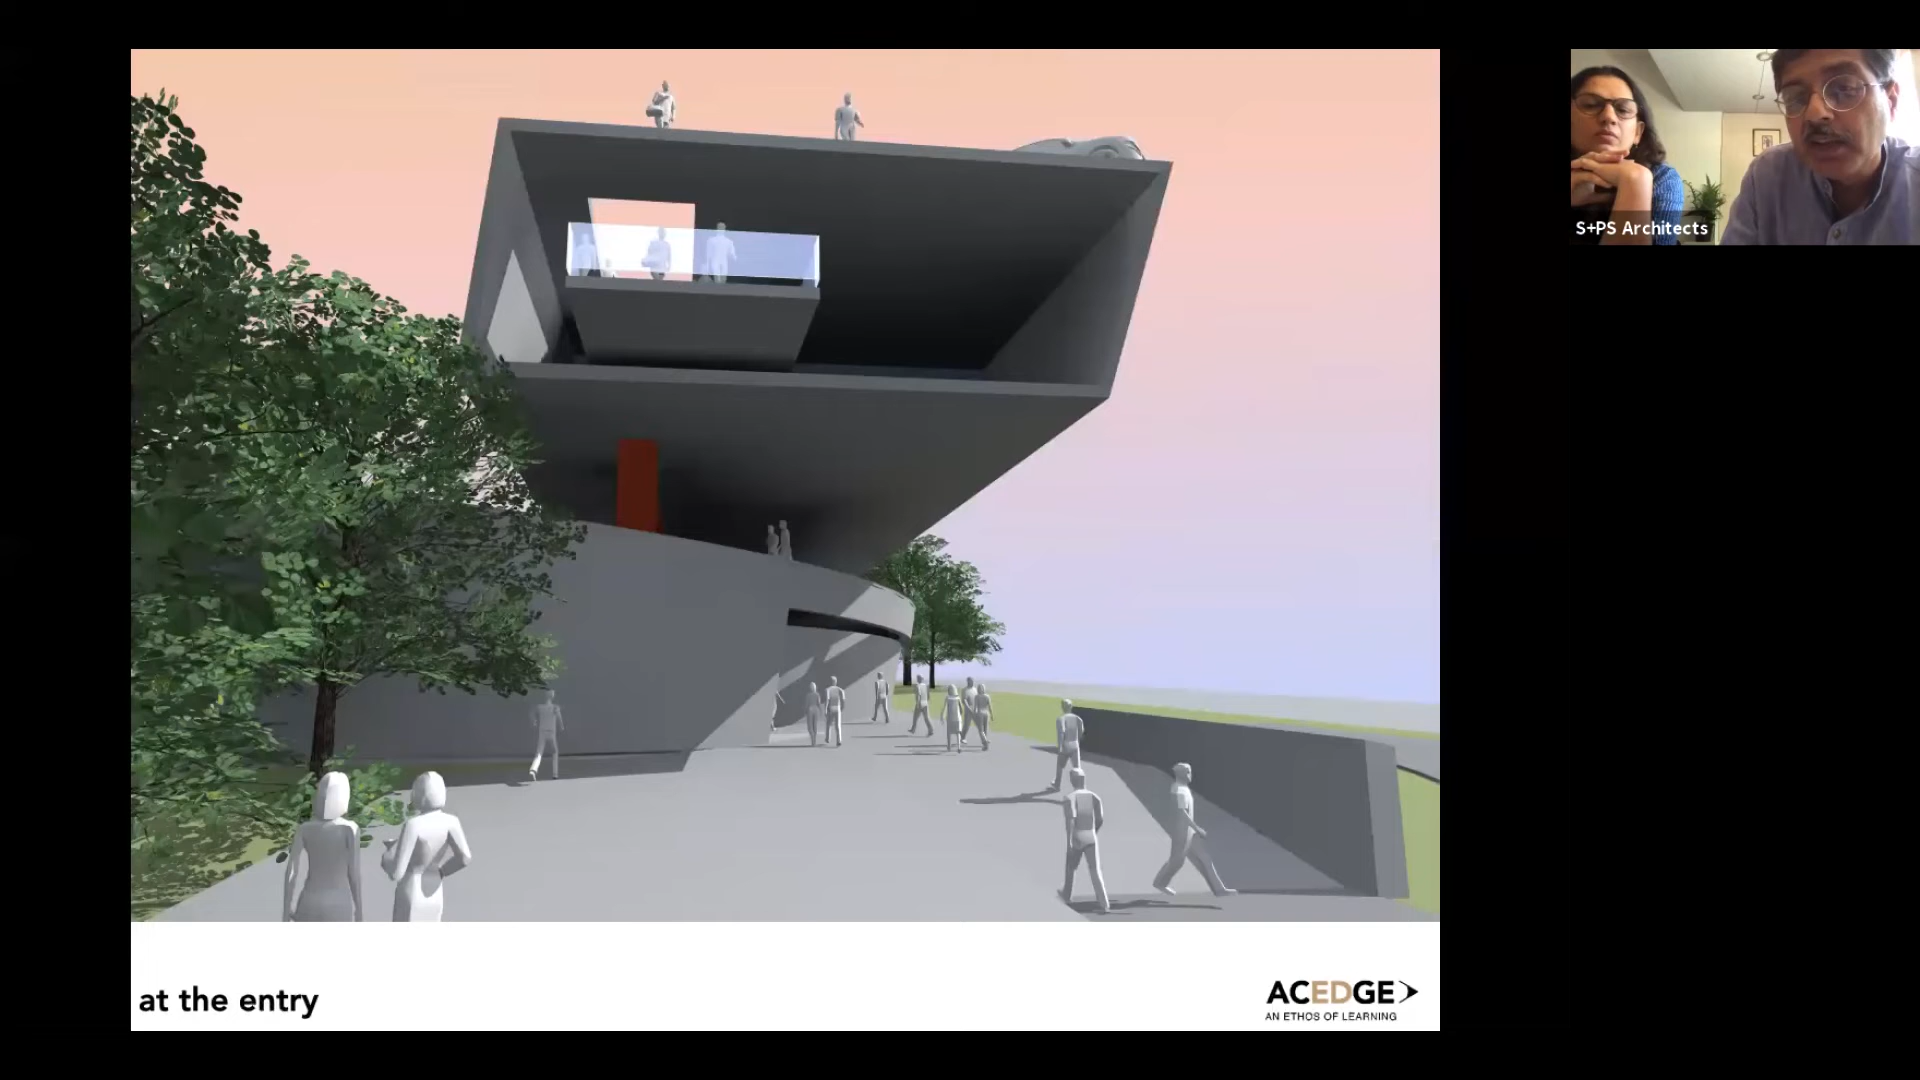 S+PS Architects
at the entry
ACEDGE
AN ETHOS OF LEARNING